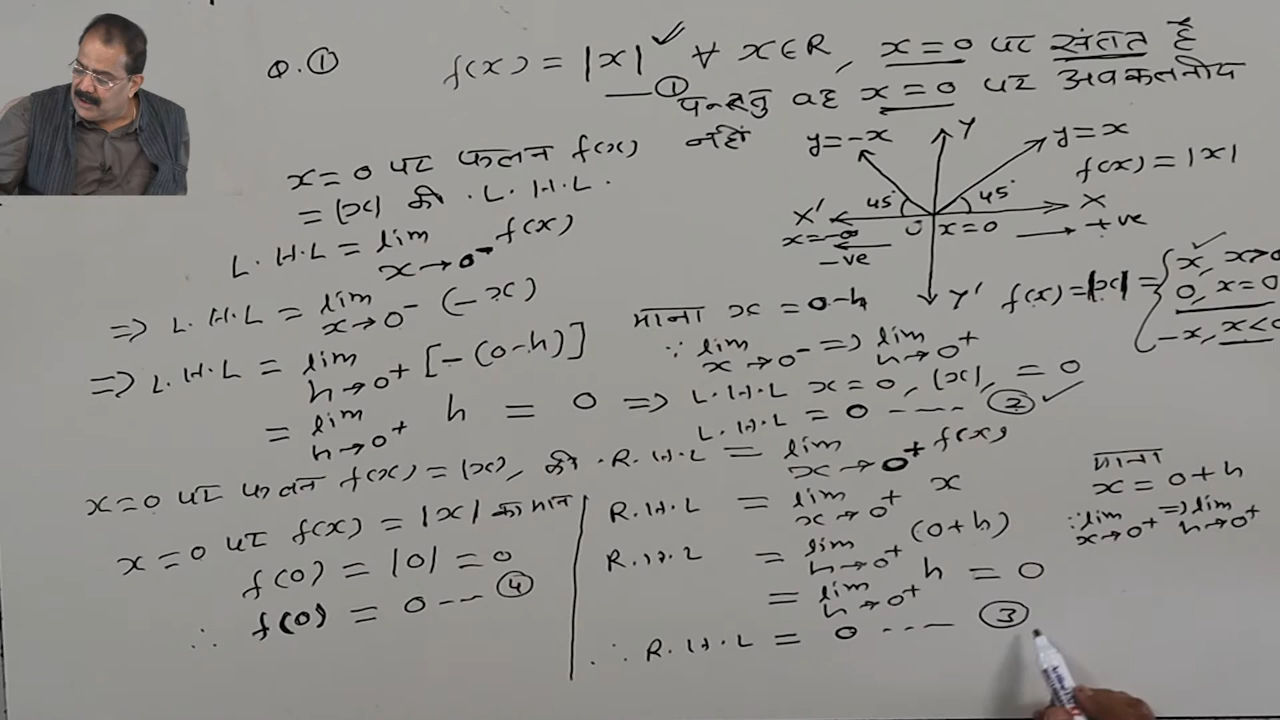 Q. ① f(x) = |x| ✓ ∀ x∈R, x=0 पर संतत है
—① परन्तु वह x=0 पर अवकलनीय
नहीं
x=0 पर फलन f(x)
= |x| की L.H.L.
L.H.L = lim x→0⁻ f(x)
⇒ L.H.L = lim x→0⁻ (-x)
⇒ L.H.L = lim h→0⁺ [-(0-h)]
= lim h→0⁺ h = 0 ⇒ L.H.L x=0, |x|, = 0
L.H.L = 0 ---- ② ✓
y=-x Y y=x
f(x) = |x|
45° 45°
X' O x=0 X
x=-∞ -ve +ve
Y' f(x)=|x| = { x, x>0
0, x=0
-x, x<0
माना x = 0-h
∵ lim x→0⁻ ⇒ lim h→0⁺
x=0 पर फलन f(x) = |x|, की R.H.L = lim x→0⁺ f(x)
x=0 पर f(x) = |x| का मान
f(0) = |0| = 0
∴ f(0) = 0 --- ④
R.H.L = lim x→0⁺ x
R.H.L = lim h→0⁺ (0+h)
= lim h→0⁺ h = 0
∴ R.H.L = 0 ---- ③
माना
x = 0+h
∵ lim x→0⁺ ⇒ lim h→0⁺